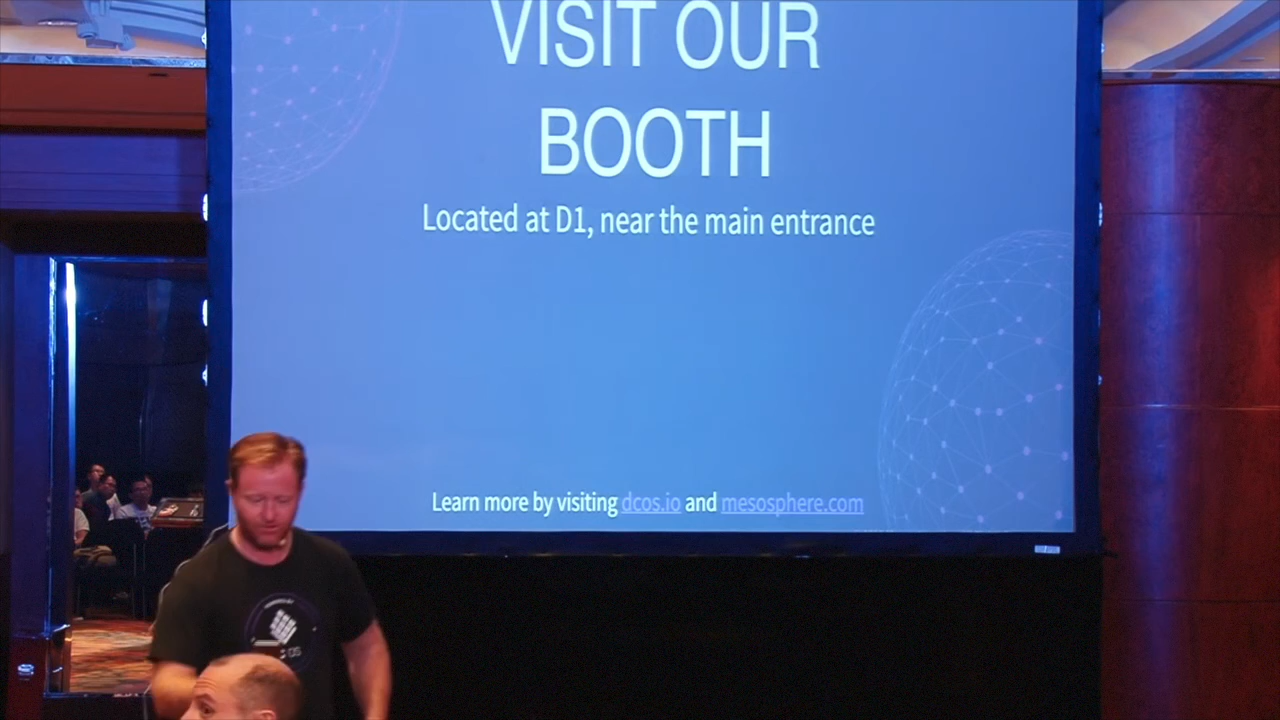 VISIT OUR
BOOTH
Located at D1, near the main entrance
Learn more by visiting dcos.io and mesosphere.com
OS